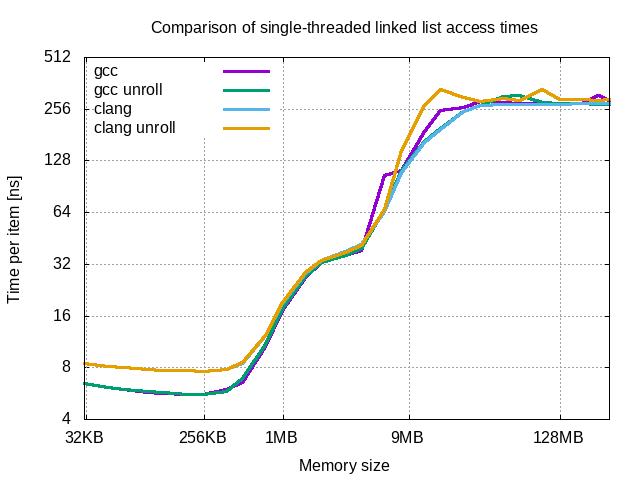 Comparison of single-threaded linked list access times
512
256
128
64
32
16
8
4
gcc
gcc unroll
clang
clang unroll
Time per item [ns]
32KB 256KB 1MB 9MB 128MB
Memory size